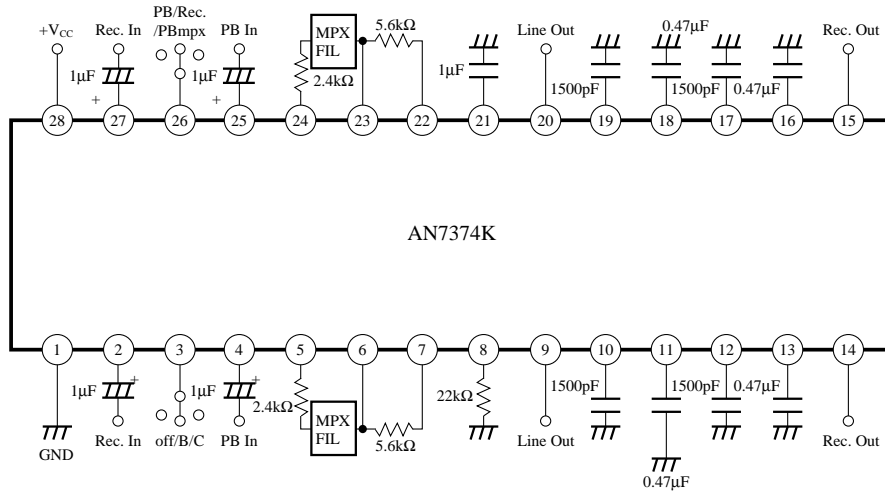 +VCC
Rec. In
PB/Rec.
/PBmpx
PB In
MPX
FIL
5.6kΩ
0.47μF
Line Out
Rec. Out
1μF
+
1μF
+
2.4kΩ
1μF
1500pF
1500pF
0.47μF
28
27
26
25
24
23
22
21
20
19
18
17
16
15
AN7374K
1
2
3
4
5
6
7
8
9
10
11
12
13
14
1μF
+
1μF
+
2.4kΩ
22kΩ
1500pF
1500pF
0.47μF
MPX
FIL
5.6kΩ
GND
Rec. In
off/B/C
PB In
Line Out
Rec. Out
0.47μF